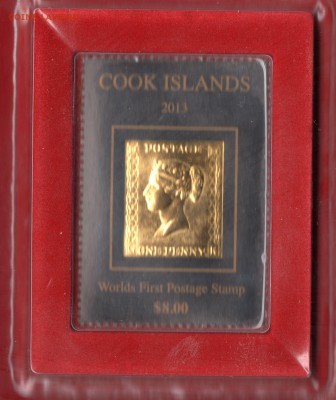 COOK ISLANDS
2013
POSTAGE
ONE PENNY
Worlds First Postage Stamp
$8.00